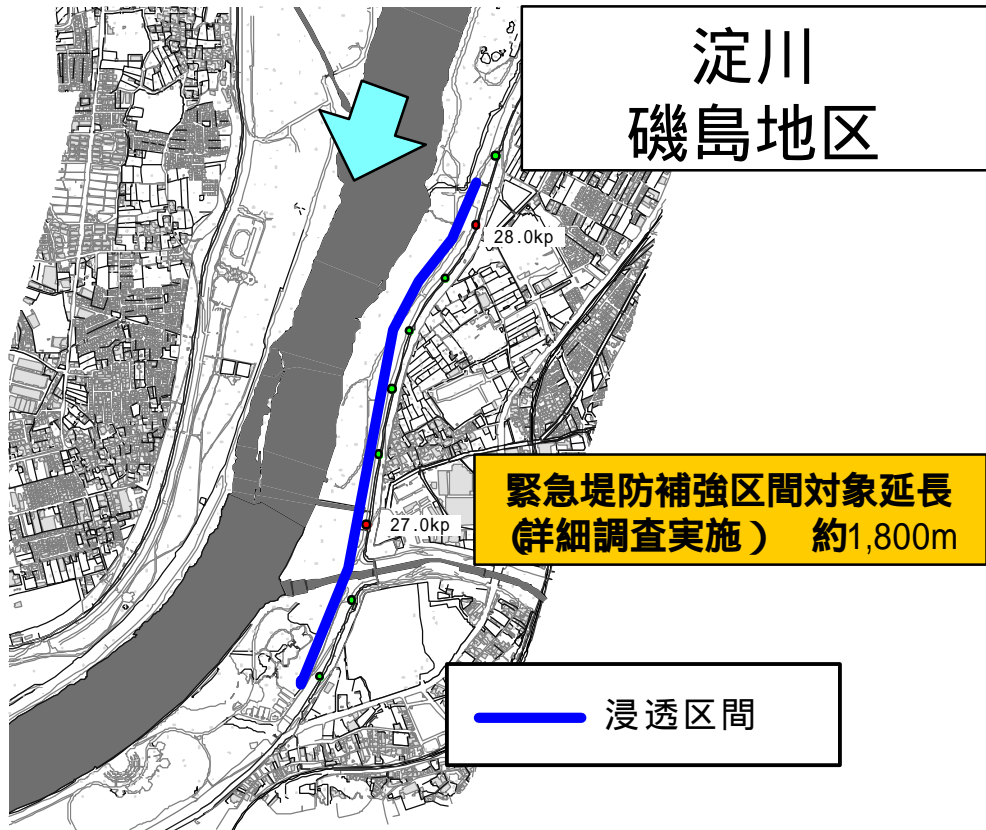 淀川
磯島地区
28.0kp
27.0kp
緊急堤防補強区間対象延長
(詳細調査実施) 約1,800m
浸透区間